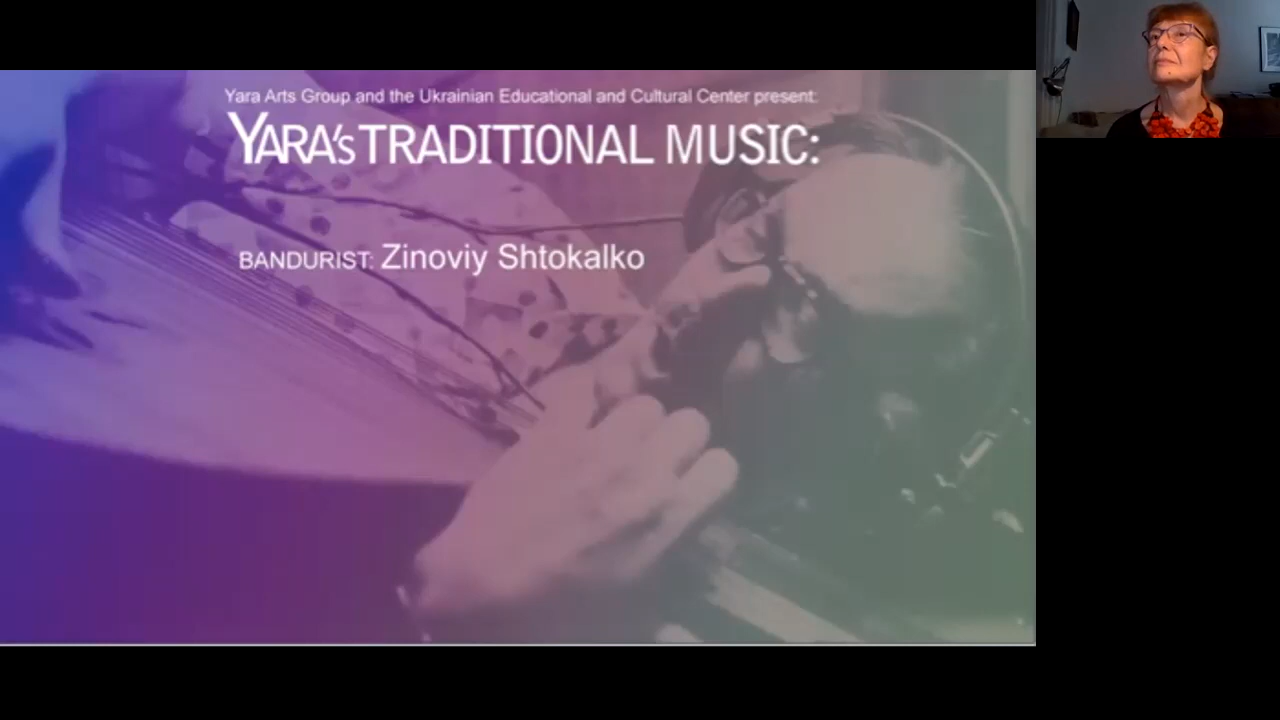 Yara Arts Group and the Ukrainian Educational and Cultural Center present:
YARA'S TRADITIONAL MUSIC:
BANDURIST: Zinoviy Shtokalko